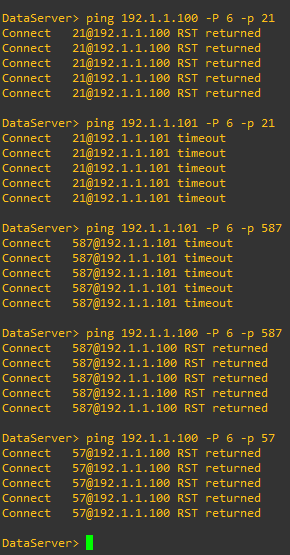 DataServer> ping 192.1.1.100 -P 6 -p 21
Connect   21@192.1.1.100 RST returned
Connect   21@192.1.1.100 RST returned
Connect   21@192.1.1.100 RST returned
Connect   21@192.1.1.100 RST returned
Connect   21@192.1.1.100 RST returned
DataServer> ping 192.1.1.101 -P 6 -p 21
Connect   21@192.1.1.101 timeout
Connect   21@192.1.1.101 timeout
Connect   21@192.1.1.101 timeout
Connect   21@192.1.1.101 timeout
Connect   21@192.1.1.101 timeout
DataServer> ping 192.1.1.101 -P 6 -p 587
Connect   587@192.1.1.101 timeout
Connect   587@192.1.1.101 timeout
Connect   587@192.1.1.101 timeout
Connect   587@192.1.1.101 timeout
Connect   587@192.1.1.101 timeout
DataServer> ping 192.1.1.100 -P 6 -p 587
Connect   587@192.1.1.100 RST returned
Connect   587@192.1.1.100 RST returned
Connect   587@192.1.1.100 RST returned
Connect   587@192.1.1.100 RST returned
Connect   587@192.1.1.100 RST returned
DataServer> ping 192.1.1.100 -P 6 -p 57
Connect   57@192.1.1.100 RST returned
Connect   57@192.1.1.100 RST returned
Connect   57@192.1.1.100 RST returned
Connect   57@192.1.1.100 RST returned
Connect   57@192.1.1.100 RST returned
DataServer>